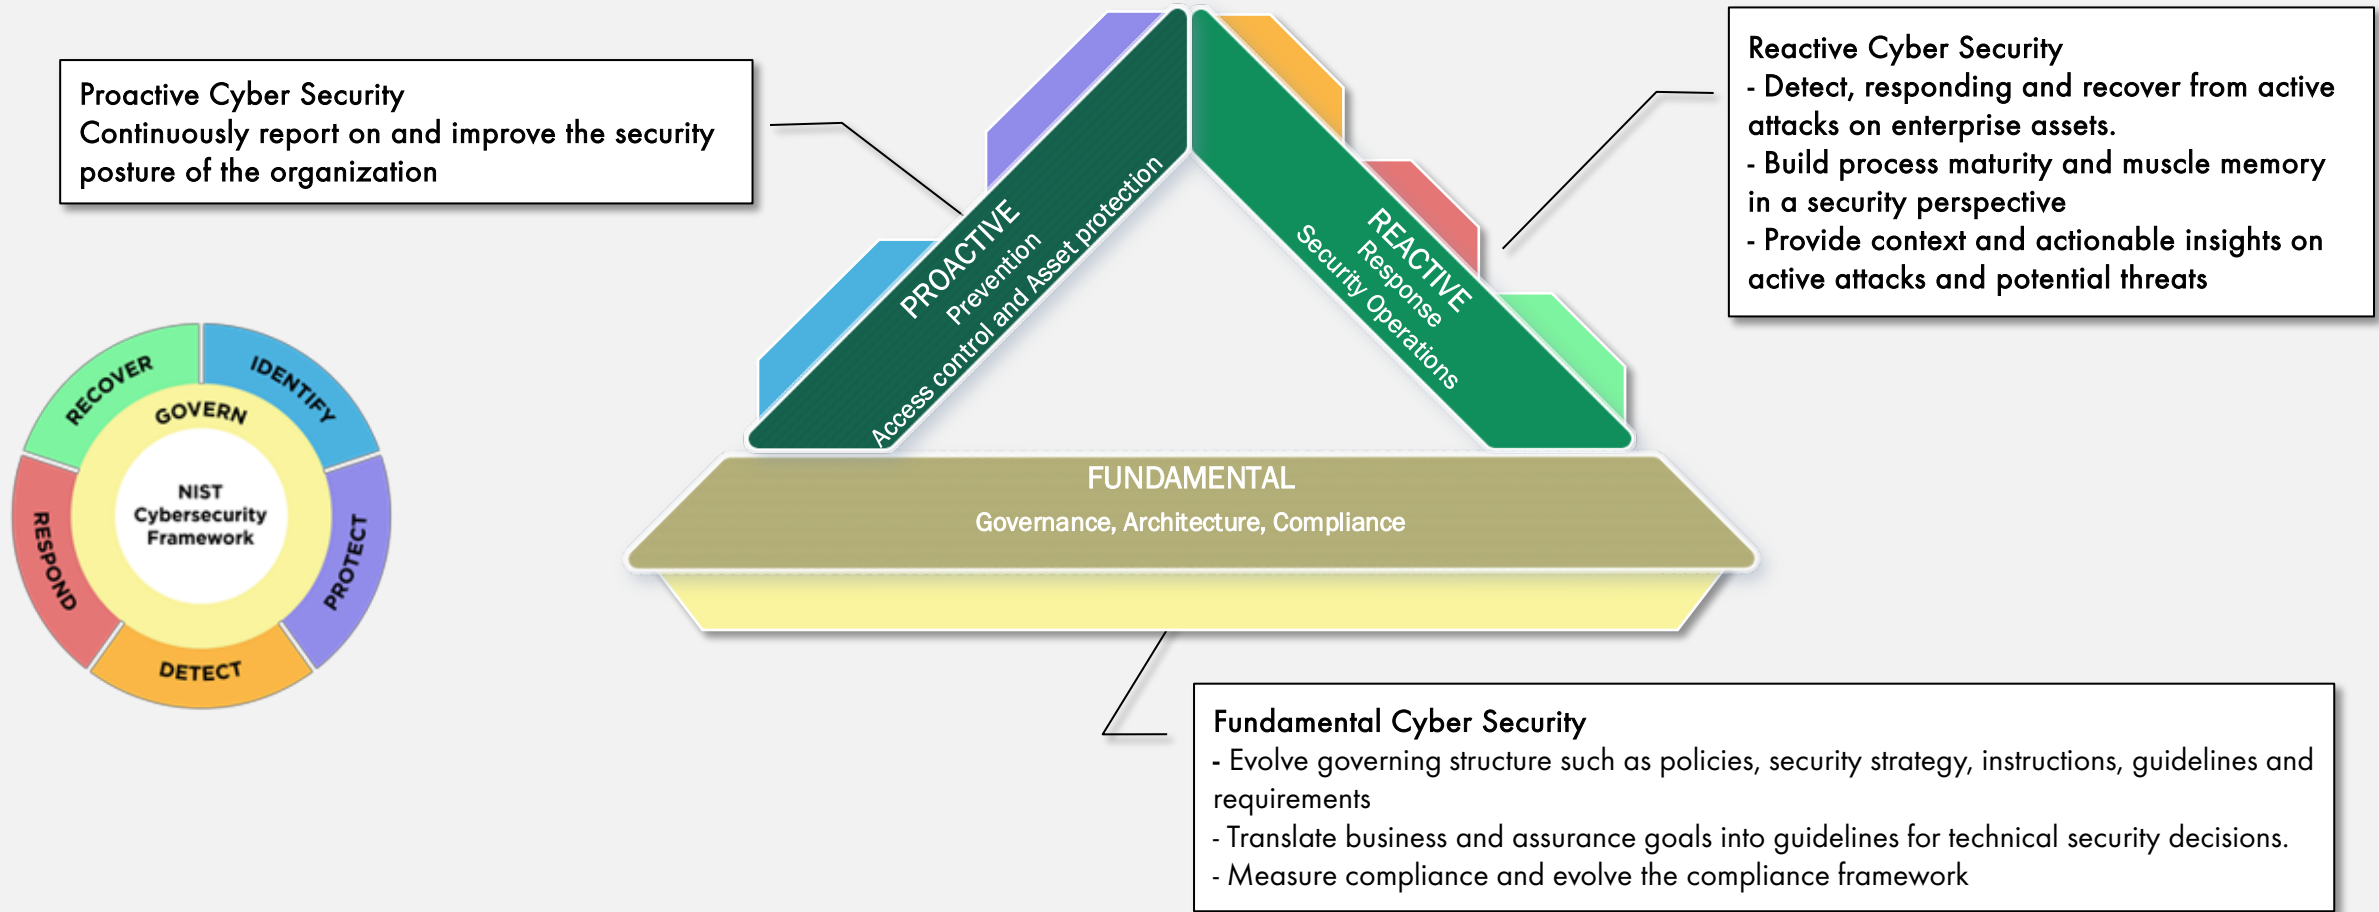 Proactive Cyber Security
Continuously report on and improve the security
posture of the organization
Reactive Cyber Security
- Detect, responding and recover from active
attacks on enterprise assets.
- Build process maturity and muscle memory
in a security perspective
- Provide context and actionable insights on
active attacks and potential threats
PROACTIVE
Prevention
Access control and Asset protection
REACTIVE
Response
Security Operations
RECOVER
IDENTIFY
GOVERN
NIST
Cybersecurity
Framework
RESPOND
PROTECT
DETECT
FUNDAMENTAL
Governance, Architecture, Compliance
Fundamental Cyber Security
- Evolve governing structure such as policies, security strategy, instructions, guidelines and
requirements
- Translate business and assurance goals into guidelines for technical security decisions.
- Measure compliance and evolve the compliance framework